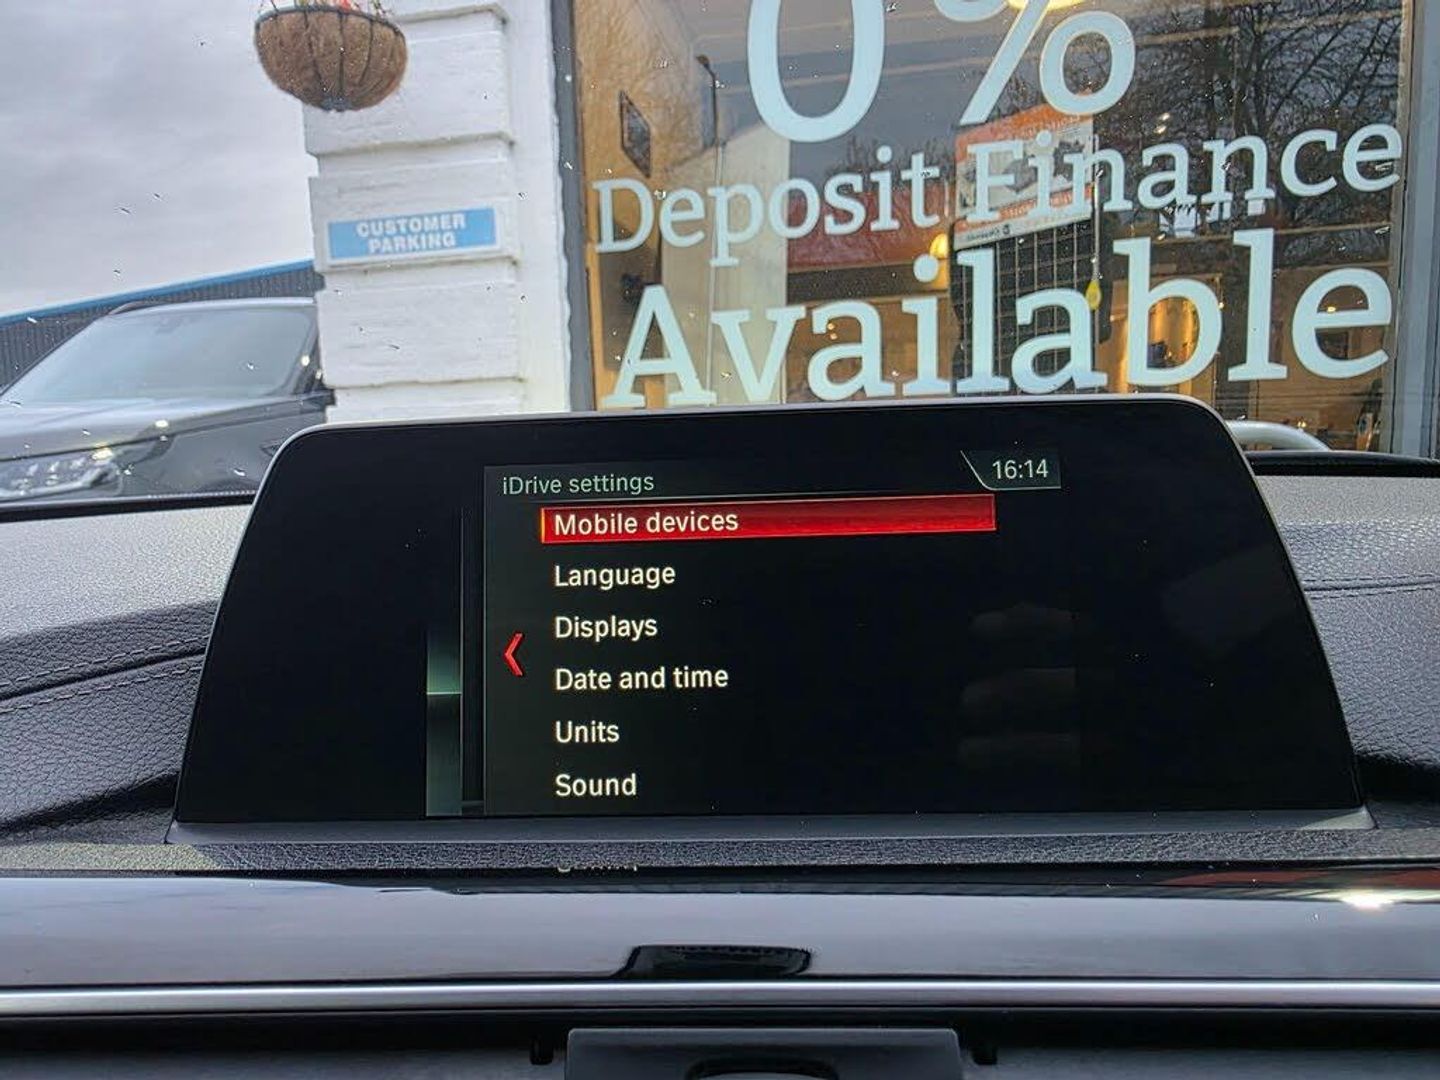 0%
Deposit Finance
Available
CUSTOMER
PARKING
iDrive settings
16:14
Mobile devices
Language
Displays
Date and time
Units
Sound